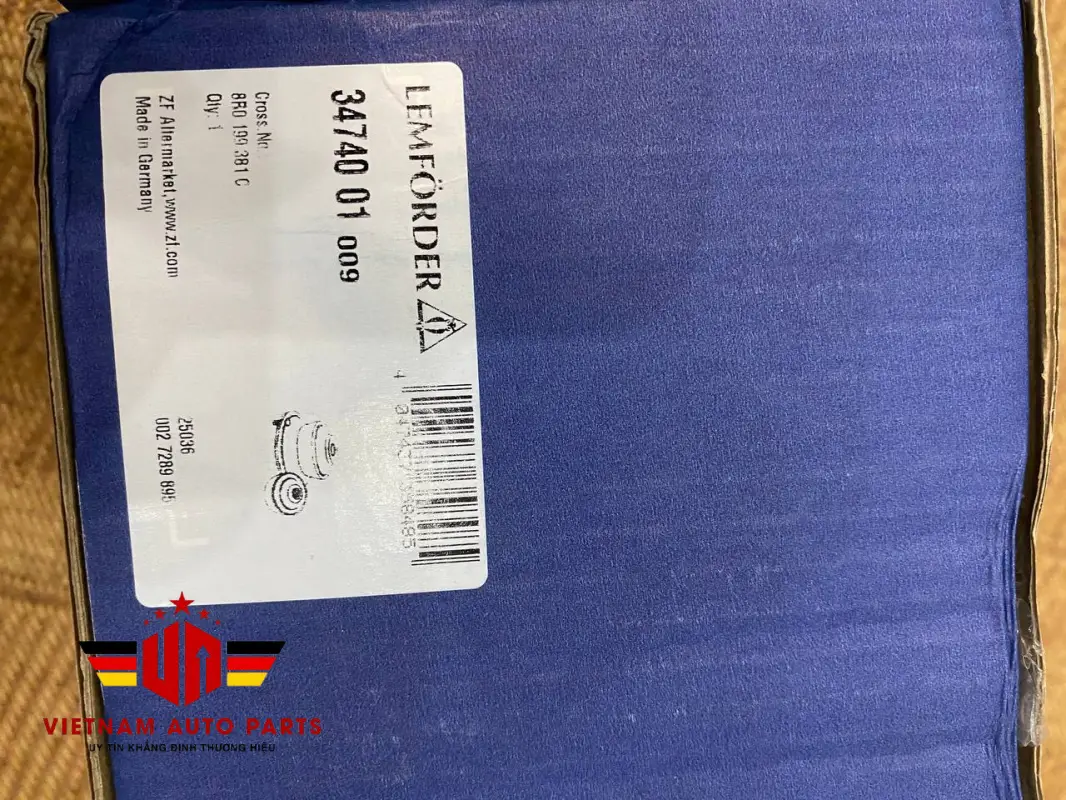 LEMFÖRDER
34740 01 009
Cross. No.:
8R0 199 381 C
Qty: 1
ZF Aftermarket, www.zf.com
Made in Germany
25036
002 7289 895
VIETNAM AUTO PARTS
UY TÍN KHẲNG ĐỊNH THƯƠNG HIỆU